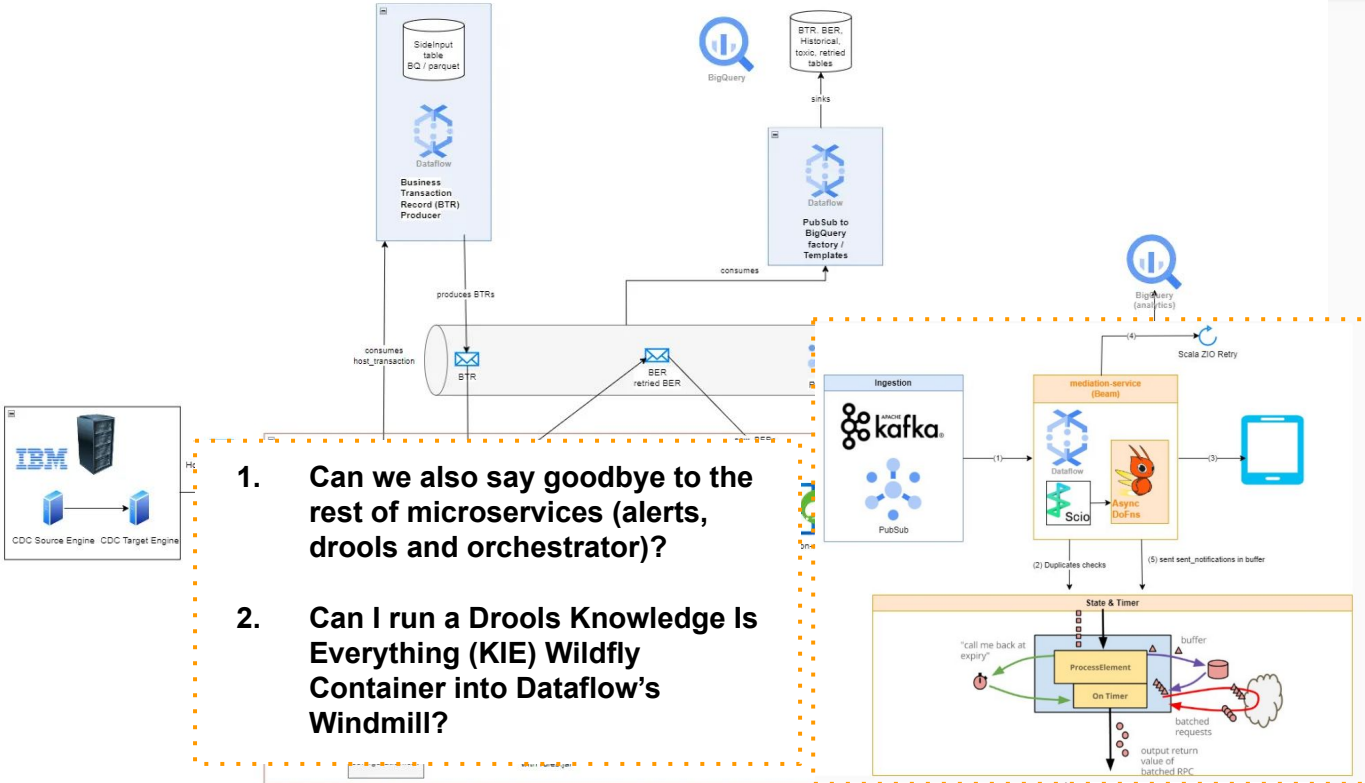 SideInput
table
BQ / parquet
Dataflow
Business
Transaction
Record (BTR)
Producer
BigQuery
BTR. BER,
Historical,
toxic, retried
tables
sinks
Dataflow
PubSub to
BigQuery
factory /
Templates
consumes
produces BTRs
consumes
host_transaction
BTR
BER
retried BER
BigQuery
(analytics)
(4)
Scala ZIO Retry
Ingestion
APACHE
kafka
PubSub
(1)
mediation-service
(Beam)
Dataflow
Scio
Async
DoFns
(3)
(2) Duplicates checks
(5) sent sent_notifications in buffer
State & Timer
"call me back at
expiry"
ProcessElement
On Timer
buffer
batched
requests
output return
value of
batched RPC
IBM
CDC Source Engine
CDC Target Engine
1. Can we also say goodbye to the
rest of microservices (alerts,
drools and orchestrator)?
2. Can I run a Drools Knowledge Is
Everything (KIE) Wildfly
Container into Dataflow's
Windmill?